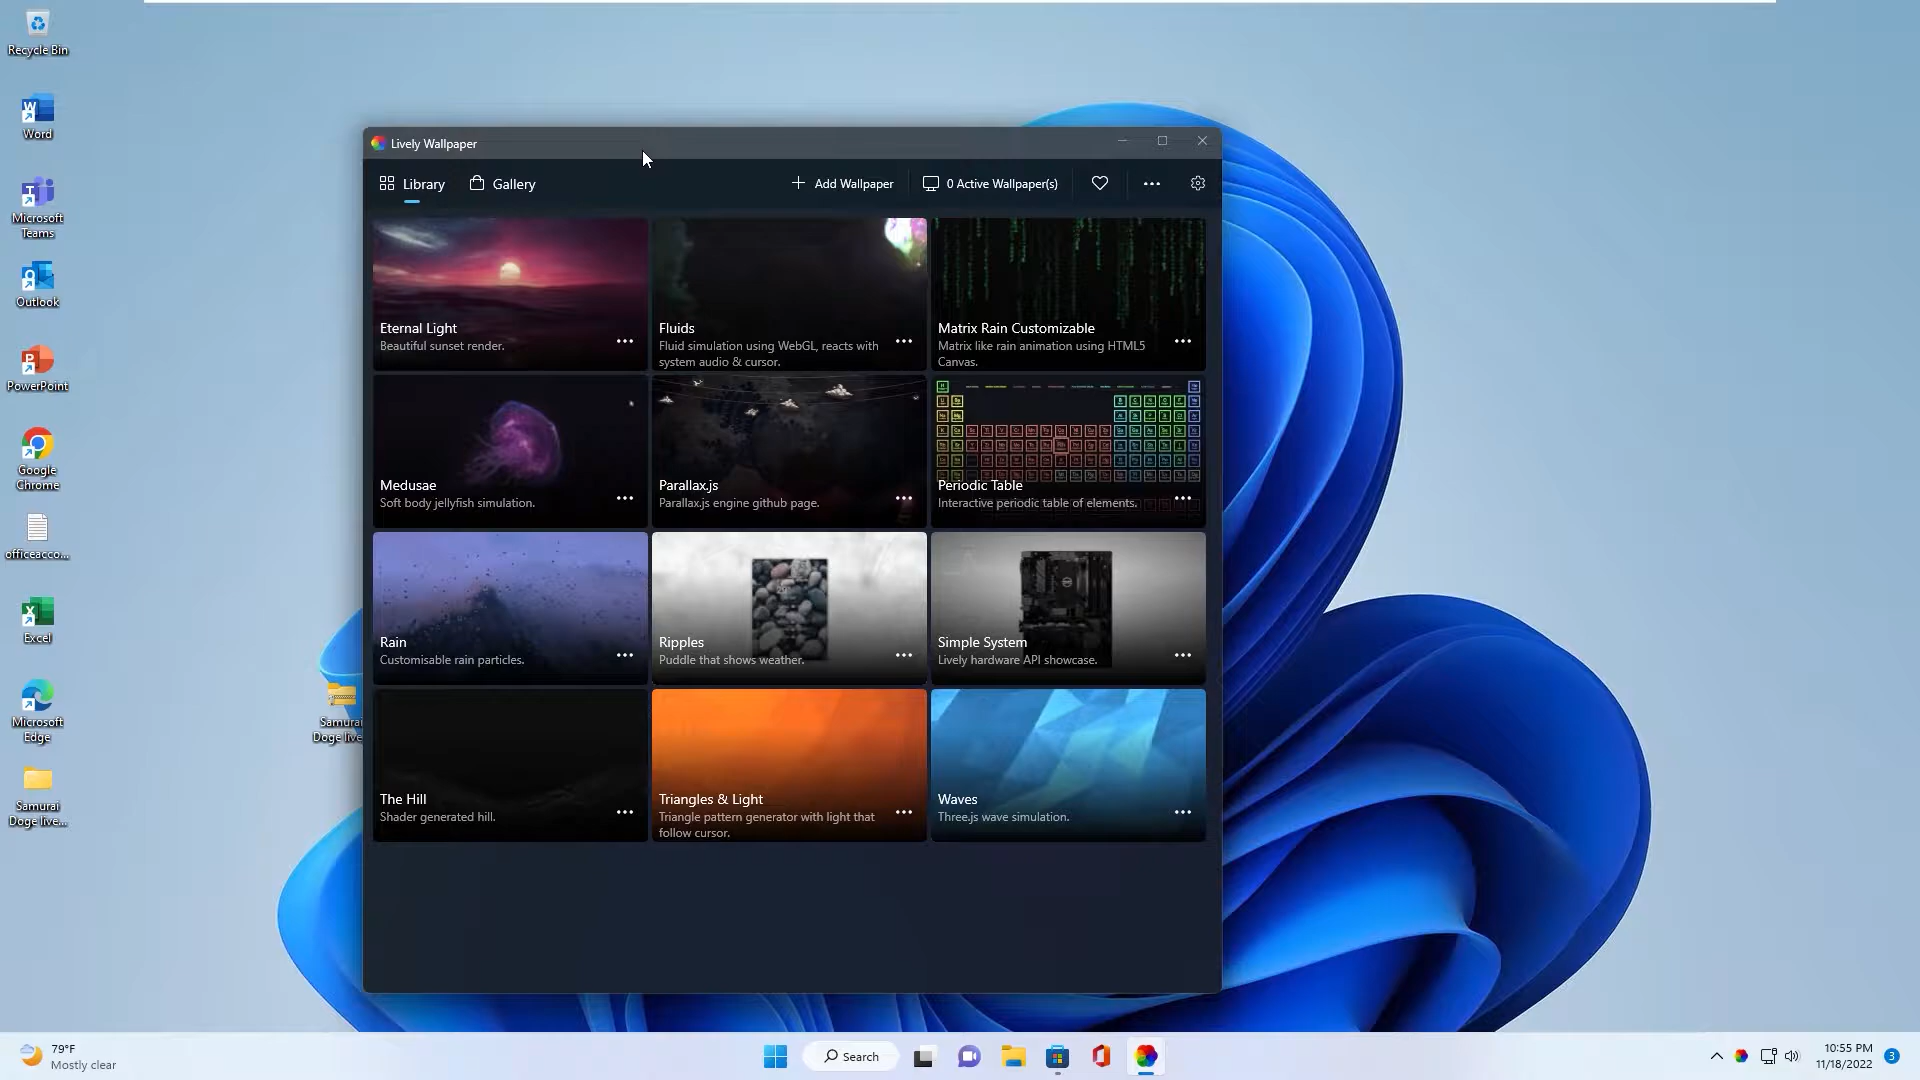 Recycle Bin
Word
Microsoft
Teams
Outlook
PowerPoint
Google
Chrome
officeacco...
Excel
Microsoft
Edge
Samurai
Doge live...
Samurai
Doge live
Lively Wallpaper
Library
Gallery
Add Wallpaper
0 Active Wallpaper(s)
Eternal Light
Beautiful sunset render.
Fluids
Fluid simulation using WebGL, reacts with
system audio & cursor.
Matrix Rain Customizable
Matrix like rain animation using HTML5
Canvas.
Medusae
Soft body jellyfish simulation.
Parallax.js
Parallax.js engine github page.
Periodic Table
Interactive periodic table of elements.
Rain
Customisable rain particles.
Ripples
Puddle that shows weather.
Simple System
Lively hardware API showcase.
The Hill
Shader generated hill.
Triangles & Light
Triangle pattern generator with light that
follow cursor.
Waves
Three.js wave simulation.
79°F
Mostly clear
Search
10:55 PM
11/18/2022
3